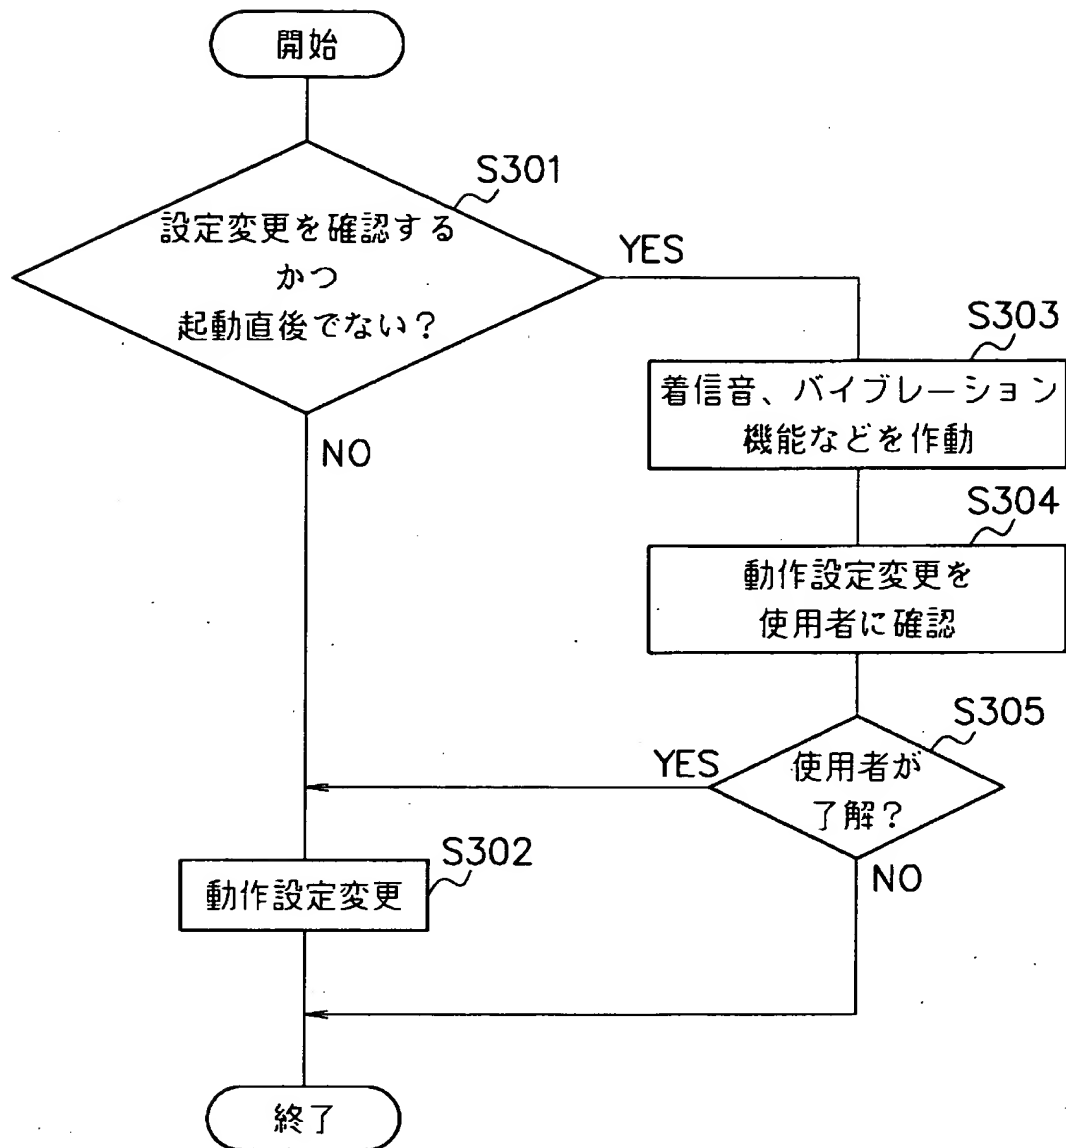 開始
S301
設定変更を確認する
かつ
起動直後でない?
YES
NO
S303
着信音、バイブレーション
機能などを作動
S304
動作設定変更を
使用者に確認
S305
使用者が
了解?
YES
NO
S302
動作設定変更
終了